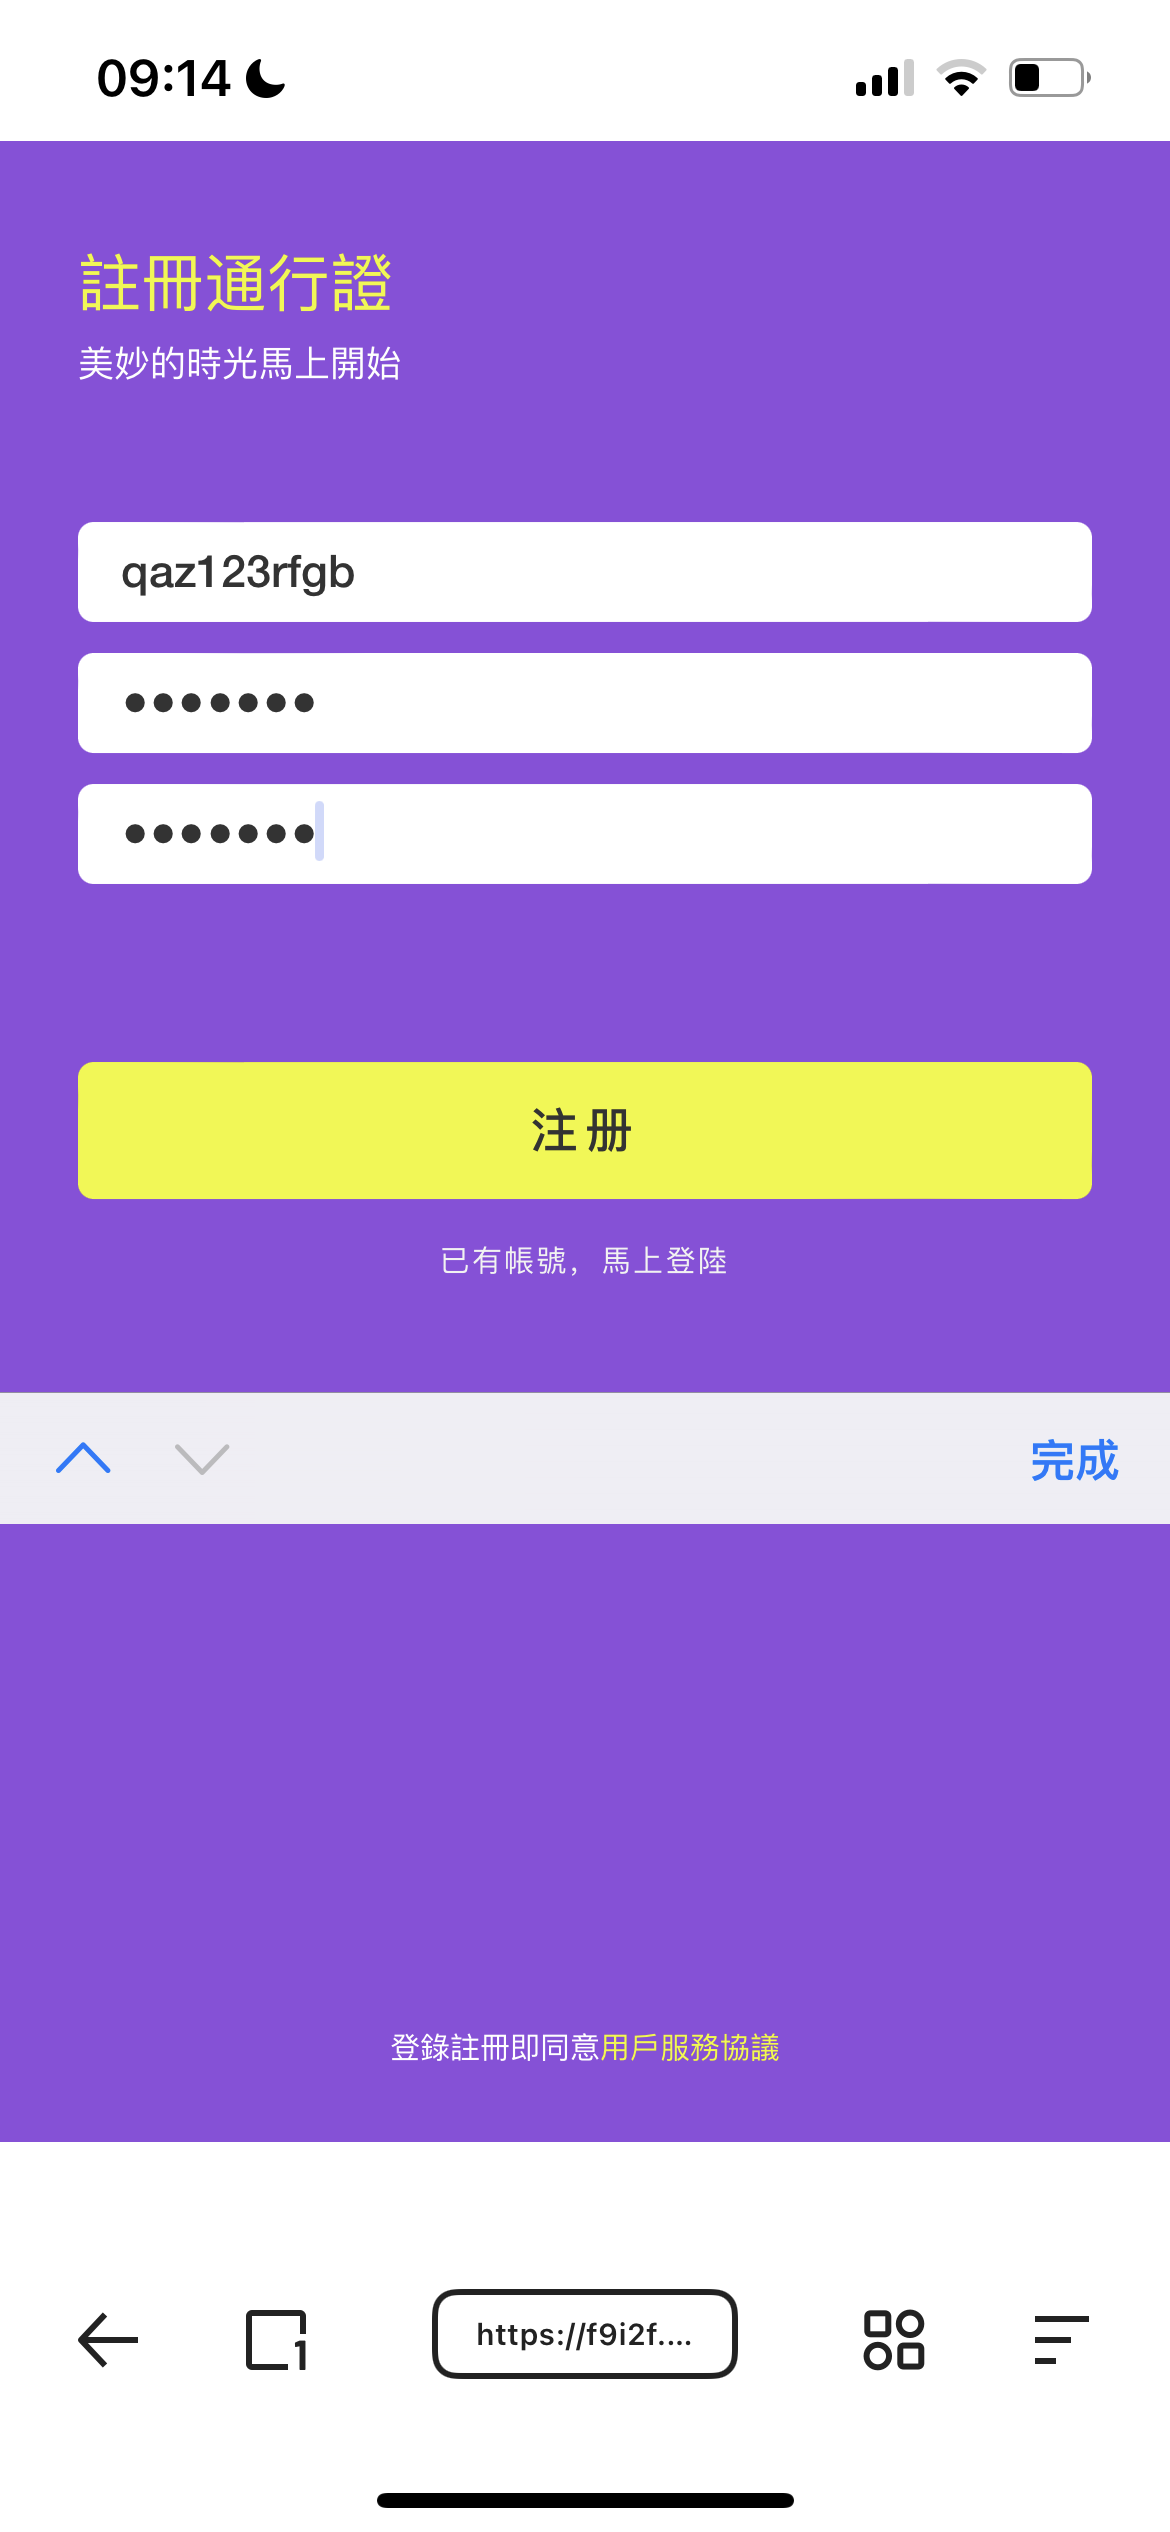 09:14
註冊通行證
美妙的時光馬上開始
qaz123rfgb
•••••••
•••••••
注册
已有帳號，馬上登陸
完成
登錄註冊即同意用戶服務協議
1
https://f9i2f....